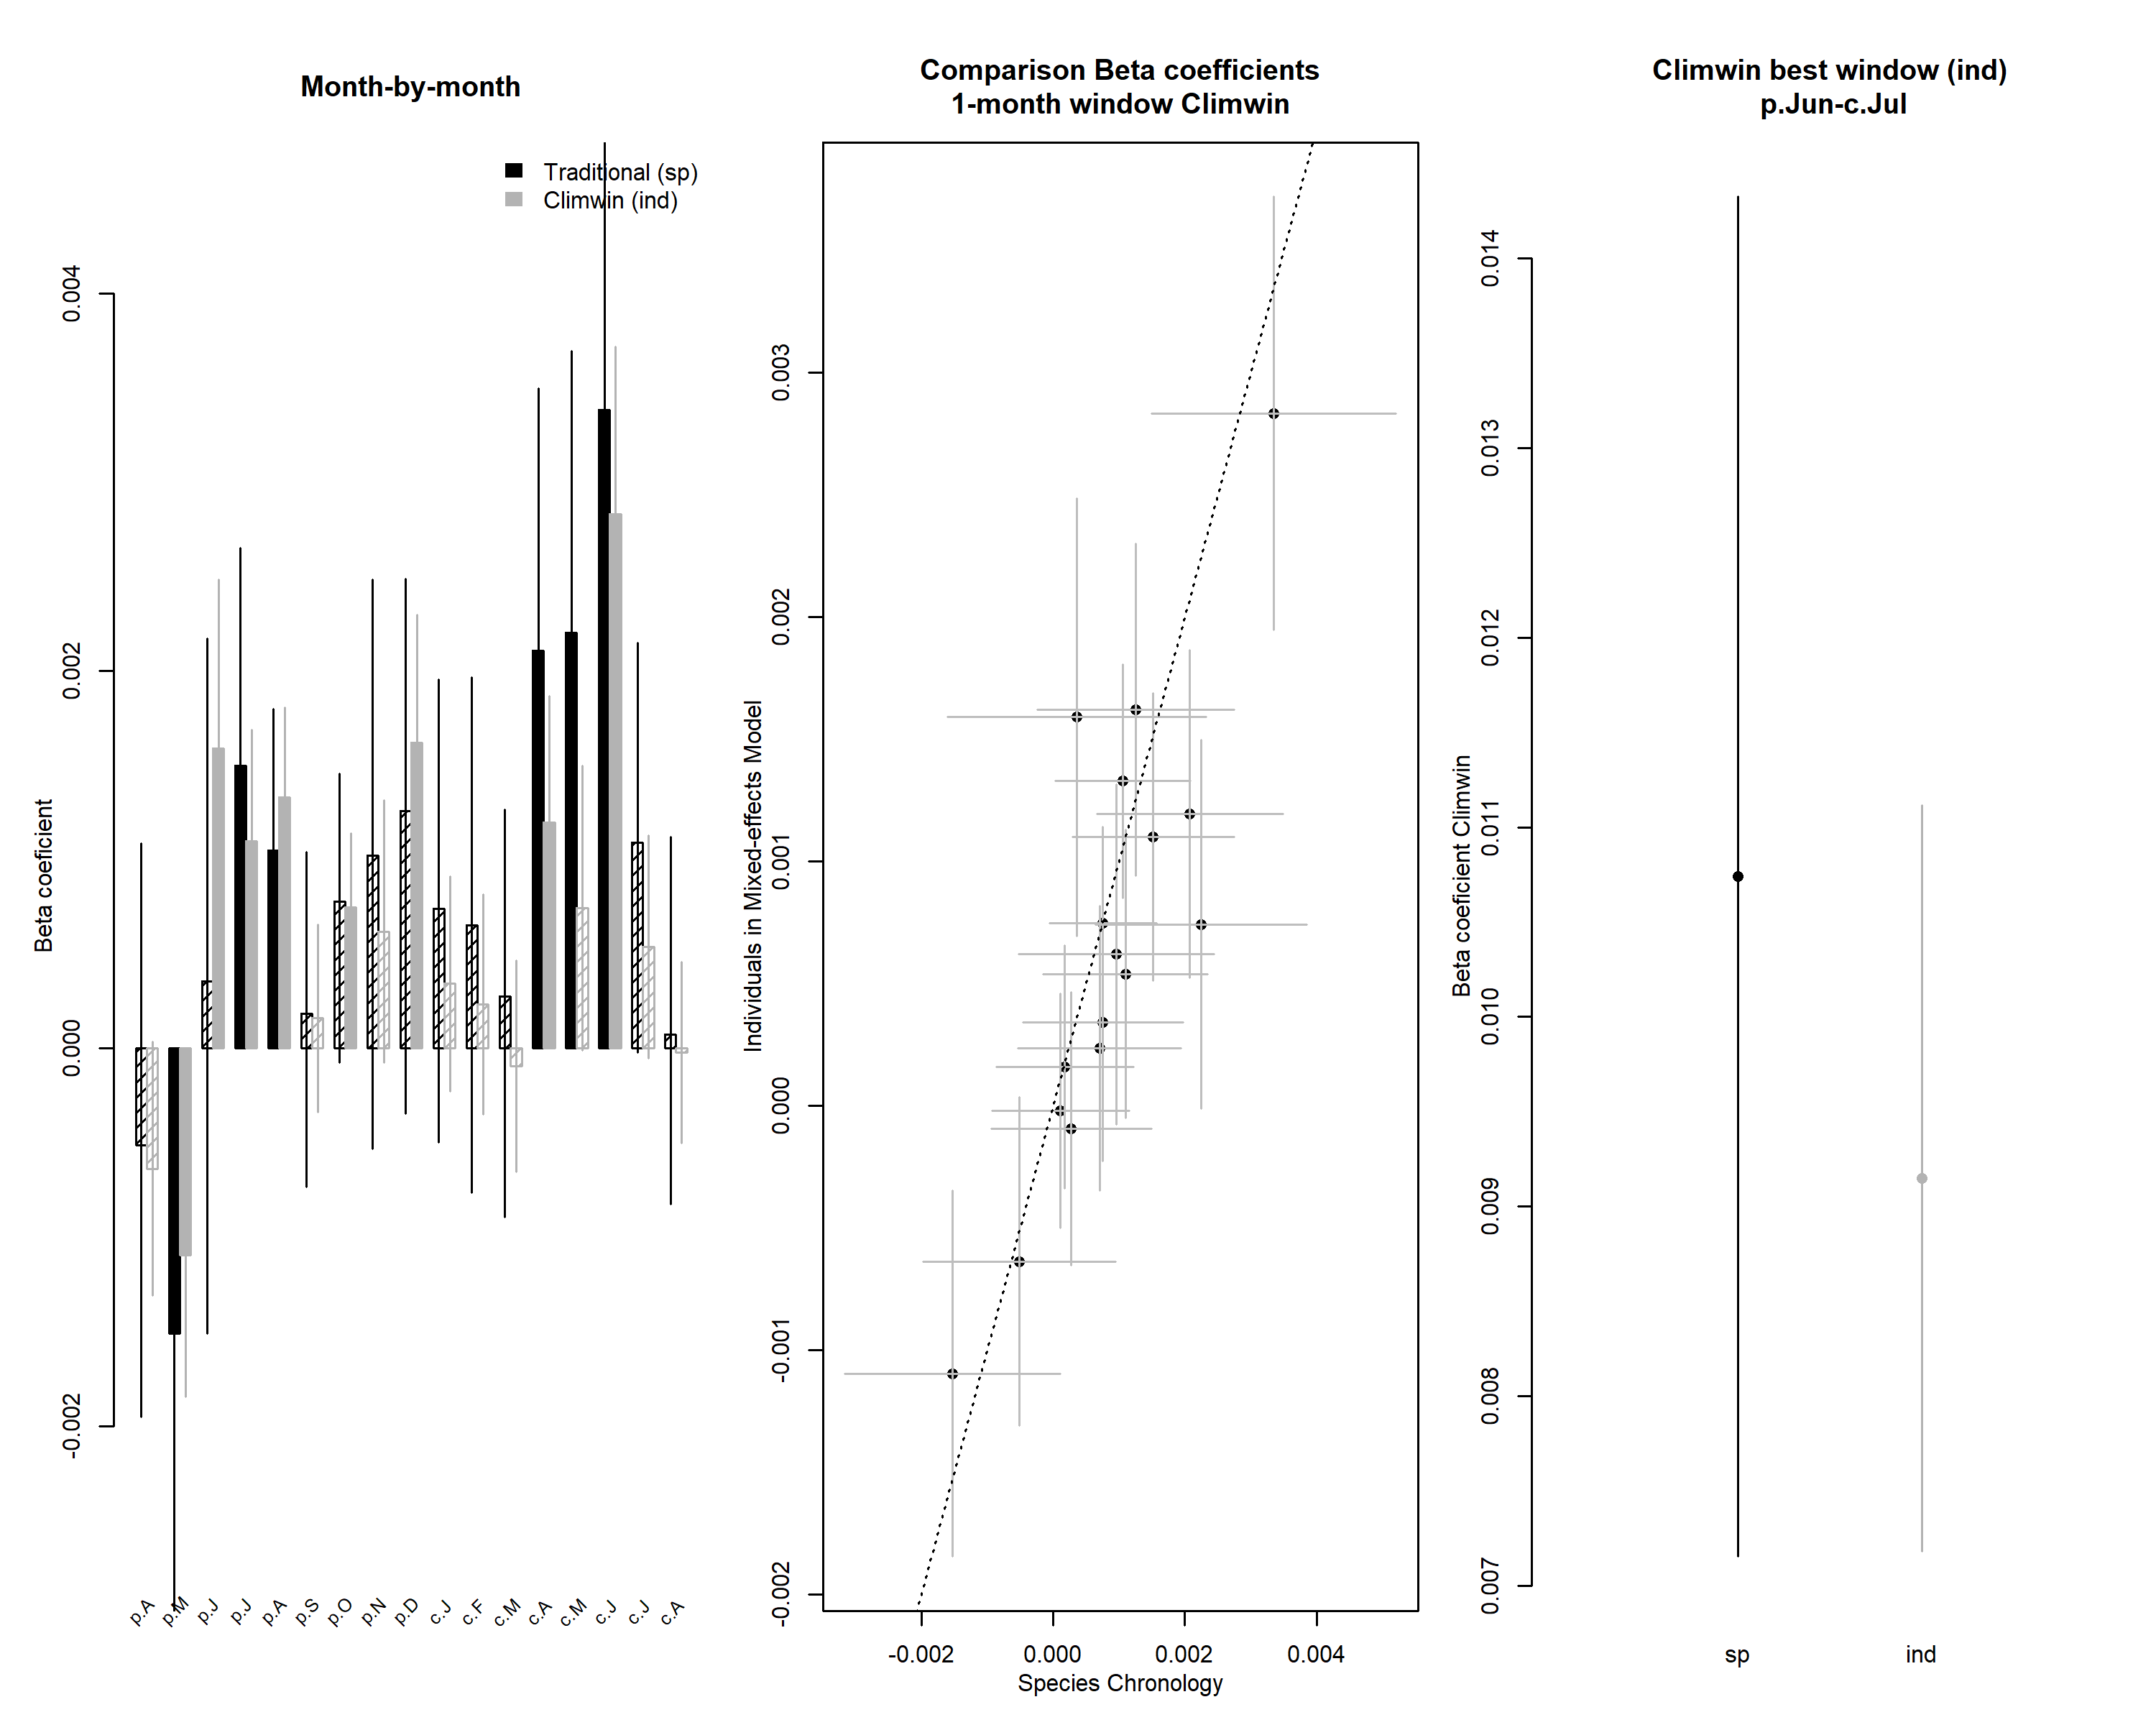 Month-by-month
Traditional (sp)
Climwin (ind)
Beta coeficient
0.004
0.002
0.000
-0.002
p.A
p.M
p.J
p.J
p.A
p.S
p.O
p.N
p.D
c.J
c.F
c.M
c.A
c.M
c.J
c.J
c.A
Comparison Beta coefficients
1-month window Climwin
Individuals in Mixed-effects Model
0.003
0.002
0.001
0.000
-0.001
-0.002
-0.002
0.000
0.002
0.004
Species Chronology
Climwin best window (ind)
p.Jun-c.Jul
Beta coeficient Climwin
0.014
0.013
0.012
0.011
0.010
0.009
0.008
0.007
sp
ind